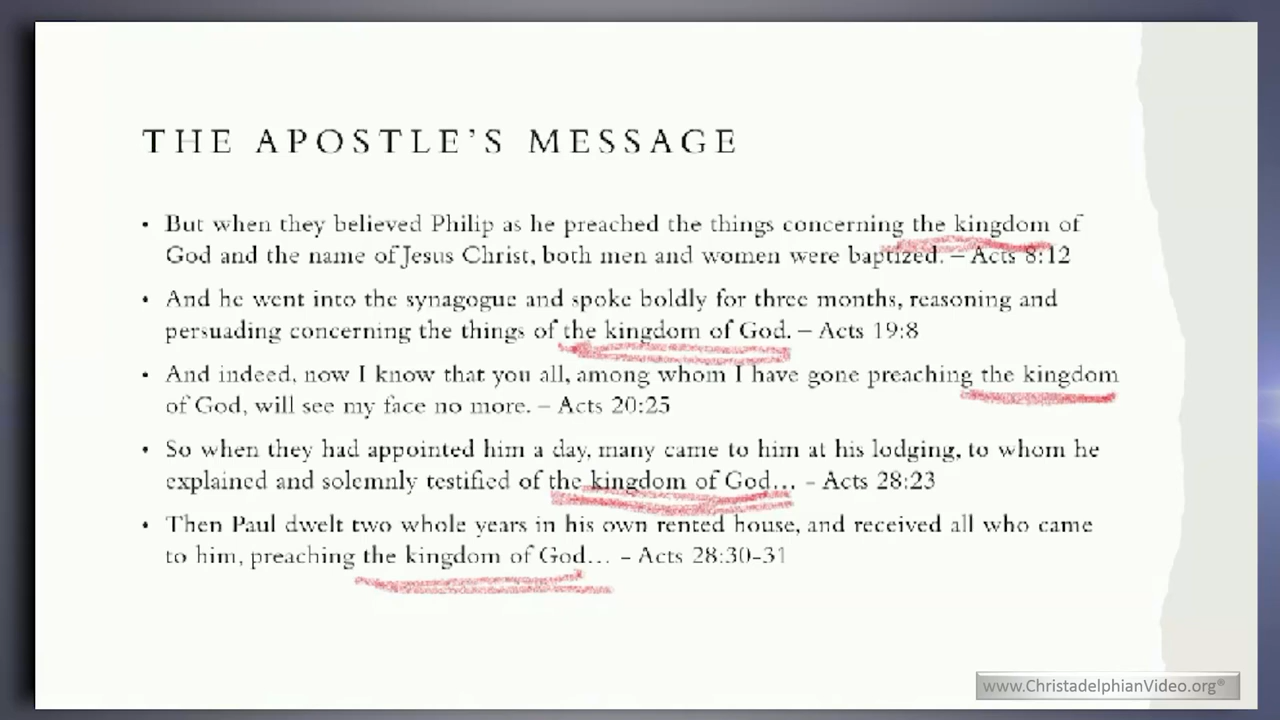 THE APOSTLE'S MESSAGE
• But when they believed Philip as he preached the things concerning the kingdom of
God and the name of Jesus Christ, both men and women were baptized. – Acts 8:12
• And he went into the synagogue and spoke boldly for three months, reasoning and
persuading concerning the things of the kingdom of God. – Acts 19:8
• And indeed, now I know that you all, among whom I have gone preaching the kingdom
of God, will see my face no more. – Acts 20:25
• So when they had appointed him a day, many came to him at his lodging, to whom he
explained and solemnly testified of the kingdom of God… - Acts 28:23
• Then Paul dwelt two whole years in his own rented house, and received all who came
to him, preaching the kingdom of God… - Acts 28:30-31
www.ChristadelphianVideo.org®